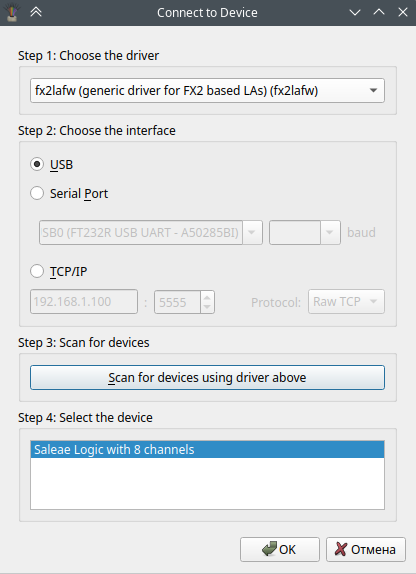 Connect to Device
Step 1: Choose the driver
fx2lafw (generic driver for FX2 based LAs) (fx2lafw)
Step 2: Choose the interface
USB
Serial Port
SB0 (FT232R USB UART - A50285BI) baud
TCP/IP
192.168.1.100 : 5555 Protocol: Raw TCP
Step 3: Scan for devices
Scan for devices using driver above
Step 4: Select the device
Saleae Logic with 8 channels
OK Отмена